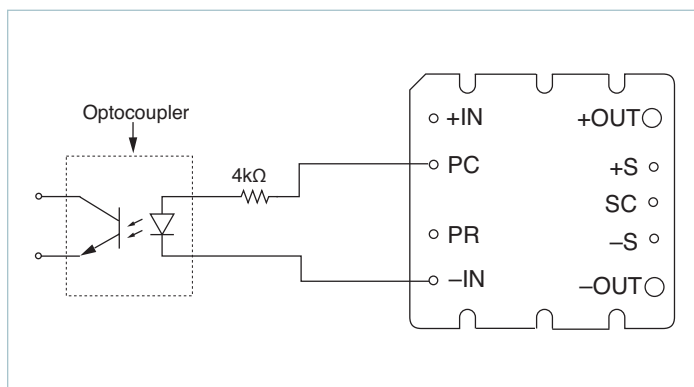 Optocoupler
4kΩ
+IN
PC
PR
–IN
+OUT
+S
SC
–S
–OUT